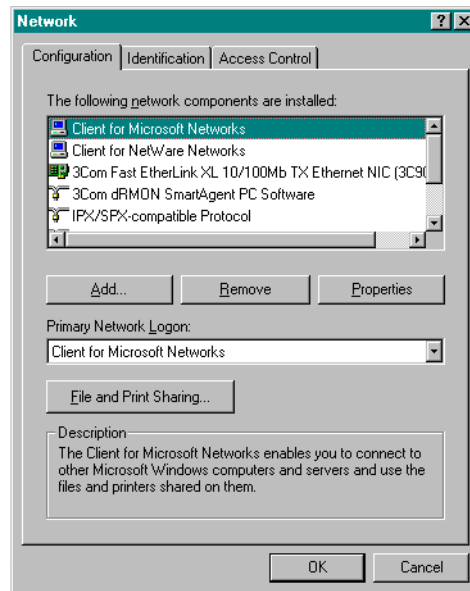 Network
Configuration Identification Access Control
The following network components are installed:
Client for Microsoft Networks
Client for NetWare Networks
3Com Fast EtherLink XL 10/100Mb TX Ethernet NIC (3C90
3Com dRMON SmartAgent PC Software
IPX/SPX-compatible Protocol
Add... Remove Properties
Primary Network Logon:
Client for Microsoft Networks
File and Print Sharing...
Description
The Client for Microsoft Networks enables you to connect to
other Microsoft Windows computers and servers and use the
files and printers shared on them.
OK Cancel